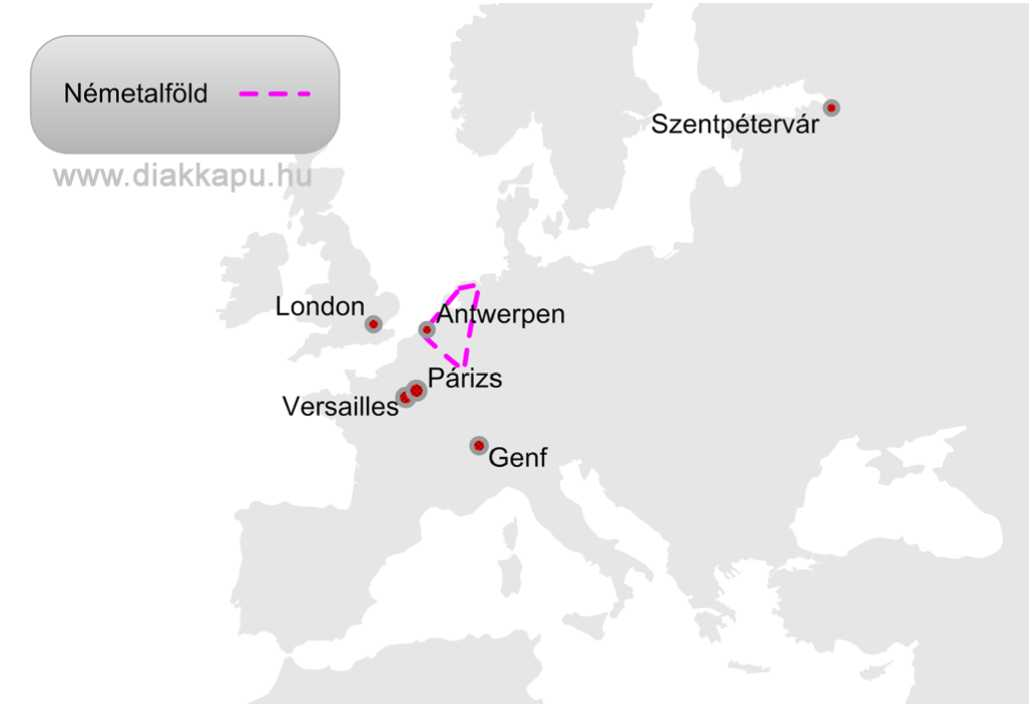 Németalföld
www.diakkapu.hu
Szentpétervár
London
Antwerpen
Párizs
Versailles
Genf